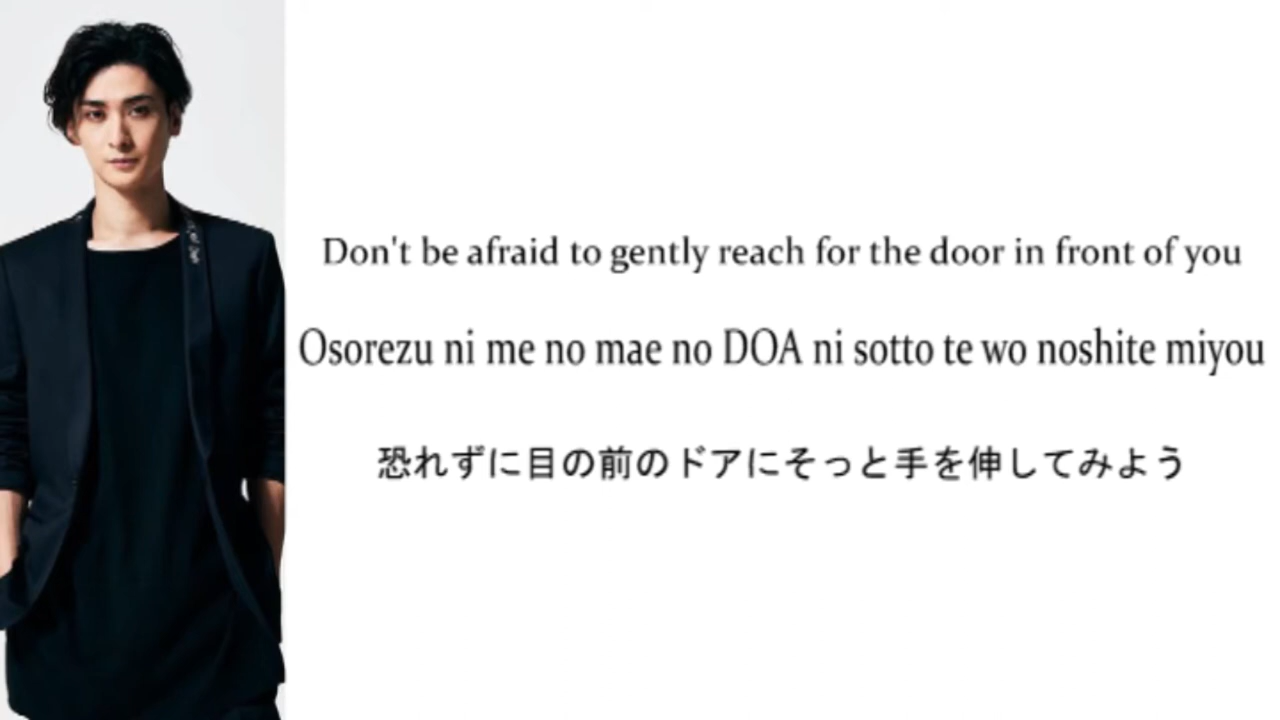 Don't be afraid to gently reach for the door in front of you
Osorezu ni me no mae no DOA ni sotto te wo noshite miyou
恐れずに目の前のドアにそっと手を伸してみよう